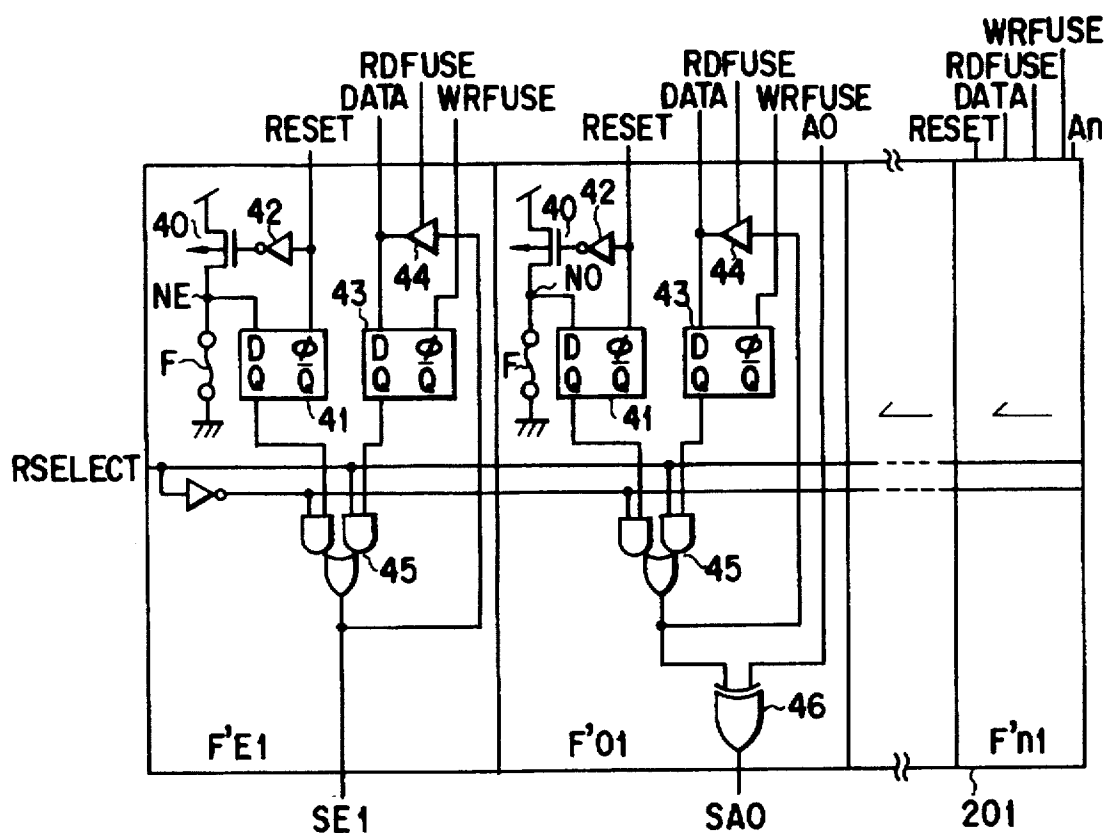 WRFUSE
RDFUSE
RDFUSE
RDFUSE
DATA
WRFUSE
DATA
WRFUSE
DATA
RESET
RESET
A0
RESET
An
40
42
44
40
42
44
NE
N0
43
43
F
D
φ
D
φ
F
D
φ
D
φ
Q
Q̅
Q
Q̅
Q
Q̅
Q
Q̅
41
41
RSELECT
45
45
46
F'E1
F'01
F'n1
SE1
SA0
201